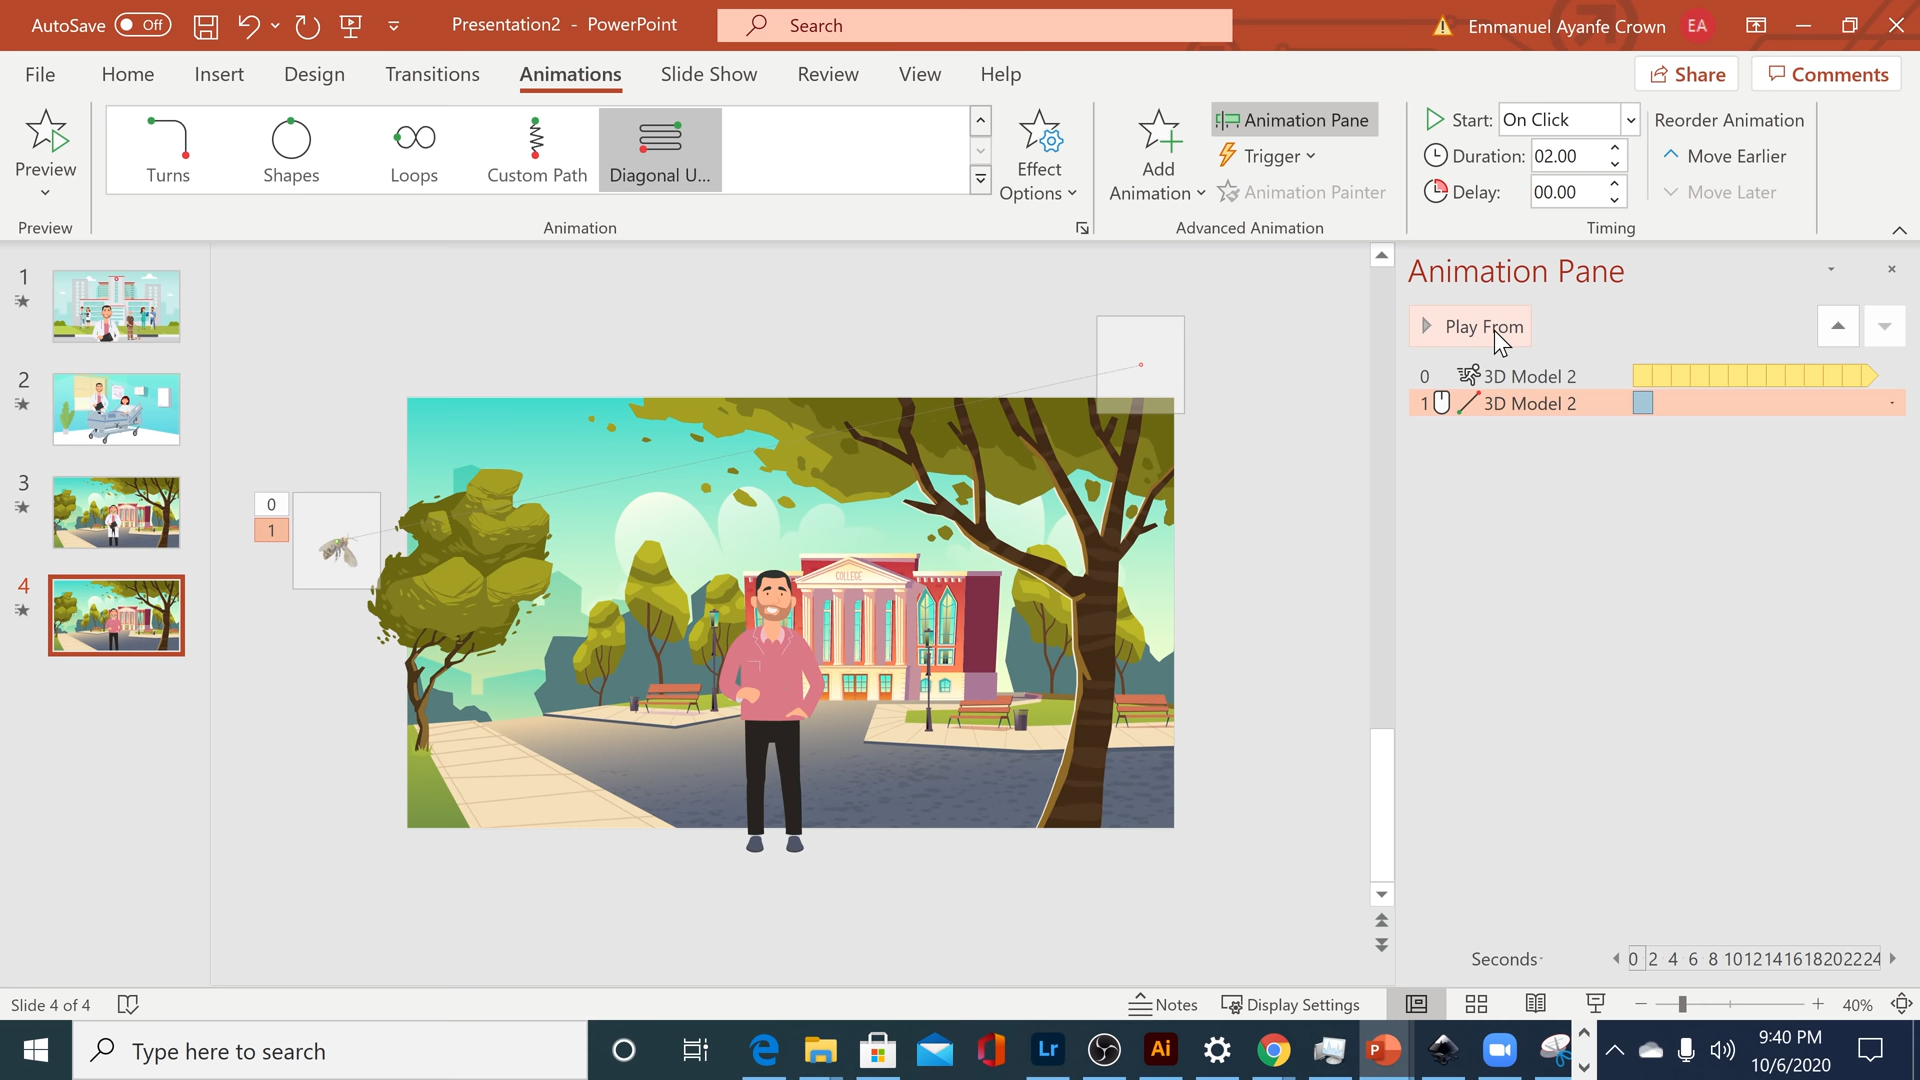 AutoSave Off Presentation2 - PowerPoint Search Emmanuel Ayanfe Crown EA
File Home Insert Design Transitions Animations Slide Show Review View Help Share Comments
Preview
Turns Shapes Loops Custom Path Diagonal U...
Effect Options
Add Animation
Animation Pane
Trigger
Animation Painter
Start: On Click
Duration: 02.00
Delay: 00.00
Reorder Animation
Move Earlier
Move Later
Preview Animation Advanced Animation Timing
1
2
3
4
0
1
COLLEGE
Animation Pane
Play From
0 3D Model 2
1 3D Model 2
Seconds 0 2 4 6 8 10 12 14 16 18 20 22 24
Slide 4 of 4 Notes Display Settings 40%
Type here to search
Lr Ai P
9:40 PM
10/6/2020